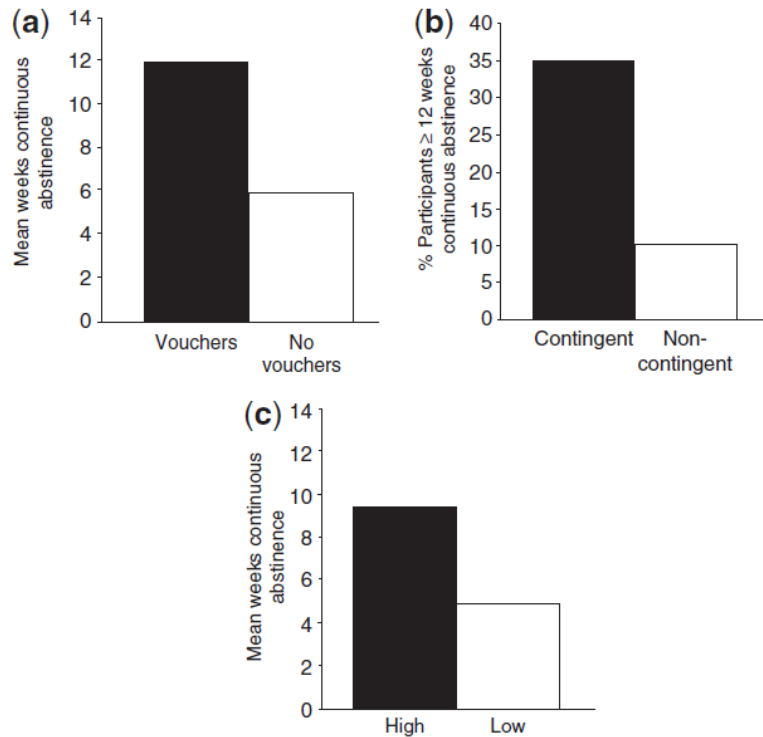 (a)
Mean weeks continuous
abstinence
14
12
10
8
6
4
2
0
Vouchers
No
vouchers
(b)
% Participants ≥ 12 weeks
continuous abstinence
40
35
30
25
20
15
10
5
0
Contingent
Non-
contingent
(c)
Mean weeks continuous
abstinence
14
12
10
8
6
4
2
0
High
Low